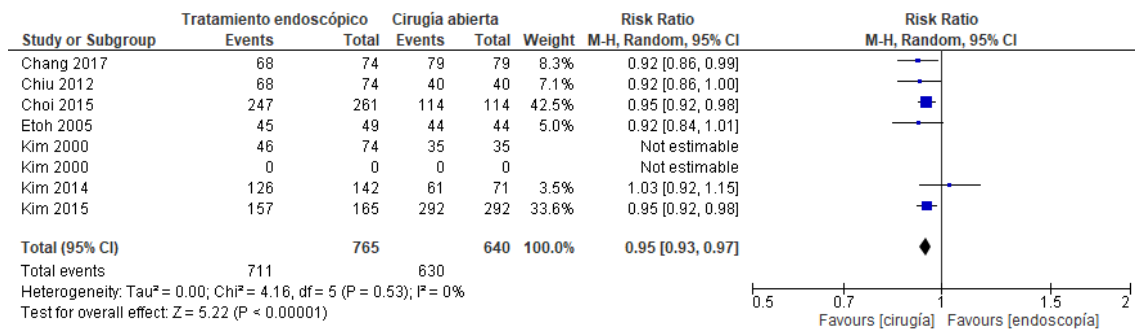 Tratamiento endoscópico Cirugía abierta Risk Ratio Risk Ratio
Study or Subgroup Events Total Events Total Weight M-H, Random, 95% CI M-H, Random, 95% CI
Chang 2017 68 74 79 79 8.3% 0.92 [0.86, 0.99]
Chiu 2012 68 74 40 40 7.1% 0.92 [0.86, 1.00]
Choi 2015 247 261 114 114 42.5% 0.95 [0.92, 0.98]
Etoh 2005 45 49 44 44 5.0% 0.92 [0.84, 1.01]
Kim 2000 46 74 35 35 Not estimable
Kim 2000 0 0 0 0 Not estimable
Kim 2014 126 142 61 71 3.5% 1.03 [0.92, 1.15]
Kim 2015 157 165 292 292 33.6% 0.95 [0.92, 0.98]
Total (95% CI) 765 640 100.0% 0.95 [0.93, 0.97]
Total events 711 630
Heterogeneity: Tau² = 0.00; Chi² = 4.16, df = 5 (P = 0.53); I² = 0%
Test for overall effect: Z = 5.22 (P < 0.00001)
0.5 0.7 1 1.5 2
Favours [cirugía] Favours [endoscopía]